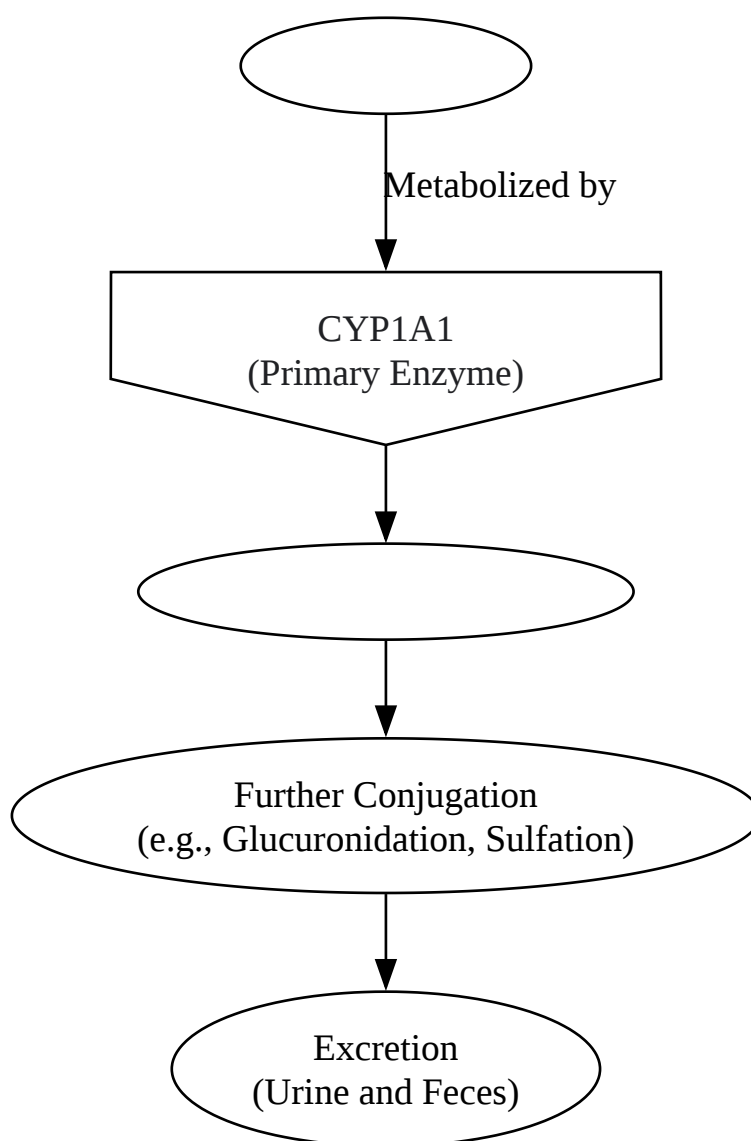 Metabolized by
CYP1A1
(Primary Enzyme)
Further Conjugation
(e.g., Glucuronidation, Sulfation)
Excretion
(Urine and Feces)